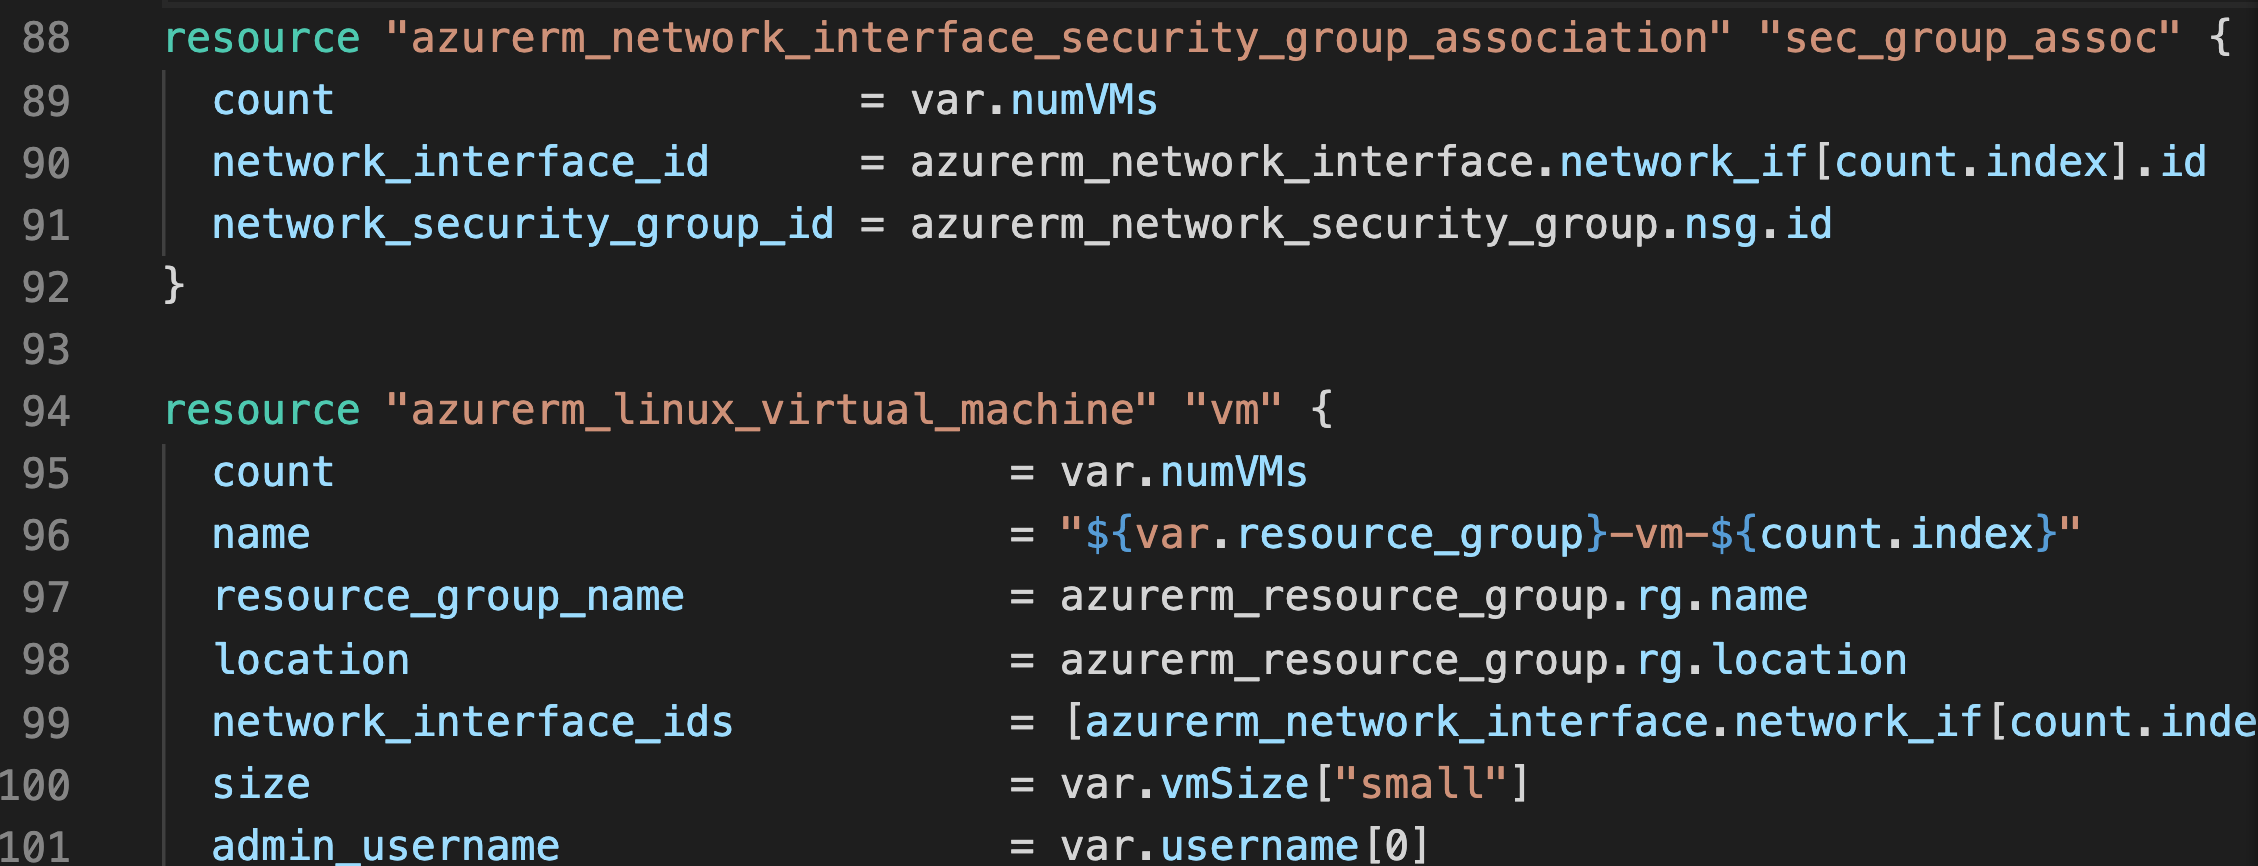 88 resource "azurerm_network_interface_security_group_association" "sec_group_assoc" {
89 count = var.numVMs
90 network_interface_id = azurerm_network_interface.network_if[count.index].id
91 network_security_group_id = azurerm_network_security_group.nsg.id
92 }
93
94 resource "azurerm_linux_virtual_machine" "vm" {
95 count = var.numVMs
96 name = "${var.resource_group}-vm-${count.index}"
97 resource_group_name = azurerm_resource_group.rg.name
98 location = azurerm_resource_group.rg.location
99 network_interface_ids = [azurerm_network_interface.network_if[count.inde
100 size = var.vmSize["small"]
101 admin_username = var.username[0]